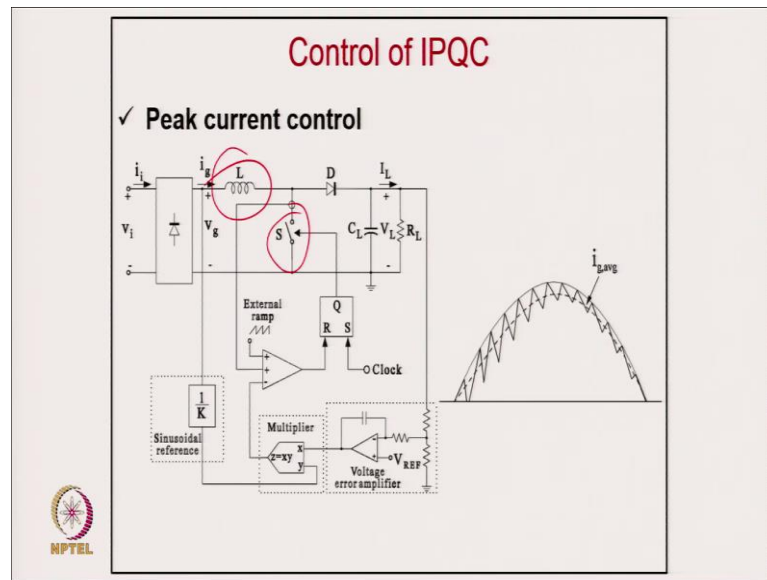 Control of IPQC
✓ Peak current control
i_i
i_g
L
D
I_L
+
+
+
v_i
v_g
S
C_L
V_L
R_L
-
-
-
External
ramp
Q
R S
+
+
-
Clock
1
K
Sinusoidal
reference
Multiplier
z=xy
x
y
-
+
V_REF
Voltage
error amplifier
i_g,avg
NPTEL